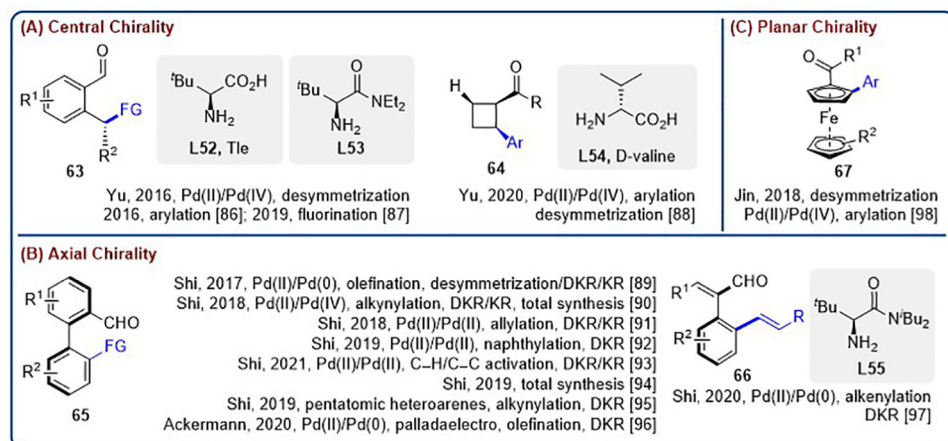 (A) Central Chirality
O
R1
FG
R2
63
tBu
CO2H
NH2
L52, Tle
tBu
O
NEt2
NH2
L53
Yu, 2016, Pd(II)/Pd(IV), desymmetrization
2016, arylation [86]; 2019, fluorination [87]
H
O
R
Ar
64
H2N
CO2H
L54, D-valine
Yu, 2020, Pd(II)/Pd(IV), arylation
desymmetrization [88]
(C) Planar Chirality
O
R1
Ar
Fe
R2
67
Jin, 2018, desymmetrization
Pd(II)/Pd(IV), arylation [98]
(B) Axial Chirality
R1
CHO
FG
R2
65
Shi, 2017, Pd(II)/Pd(0), olefination, desymmetrization/DKR/KR [89]
Shi, 2018, Pd(II)/Pd(IV), alkynylation, DKR/KR, total synthesis [90]
Shi, 2018, Pd(II)/Pd(II), allylation, DKR/KR [91]
Shi, 2019, Pd(II)/Pd(II), naphthylation, DKR [92]
Shi, 2021, Pd(II)/Pd(II), C–H/C–C activation, DKR/KR [93]
Shi, 2019, total synthesis [94]
Shi, 2019, pentatomic heteroarenes, alkynylation, DKR [95]
Ackermann, 2020, Pd(II)/Pd(0), palladaelectro, olefination, DKR [96]
R1
CHO
R
R2
66
tBu
O
NiBu2
NH2
L55
Shi, 2020, Pd(II)/Pd(0), alkenylation
DKR [97]